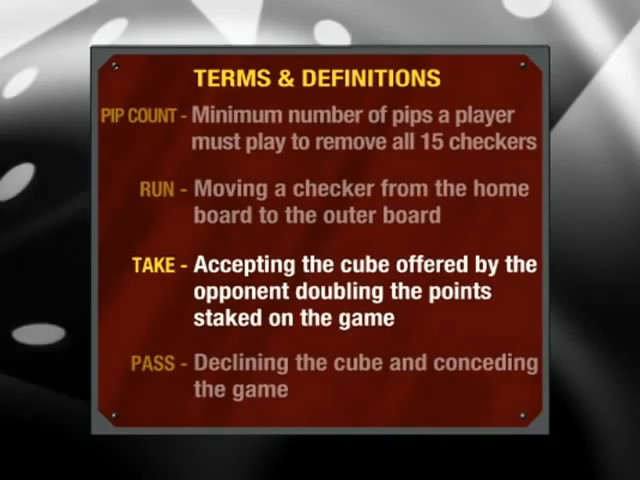 TERMS & DEFINITIONS
PIP COUNT - Minimum number of pips a player
must play to remove all 15 checkers
RUN - Moving a checker from the home
board to the outer board
TAKE - Accepting the cube offered by the
opponent doubling the points
staked on the game
PASS - Declining the cube and conceding
the game